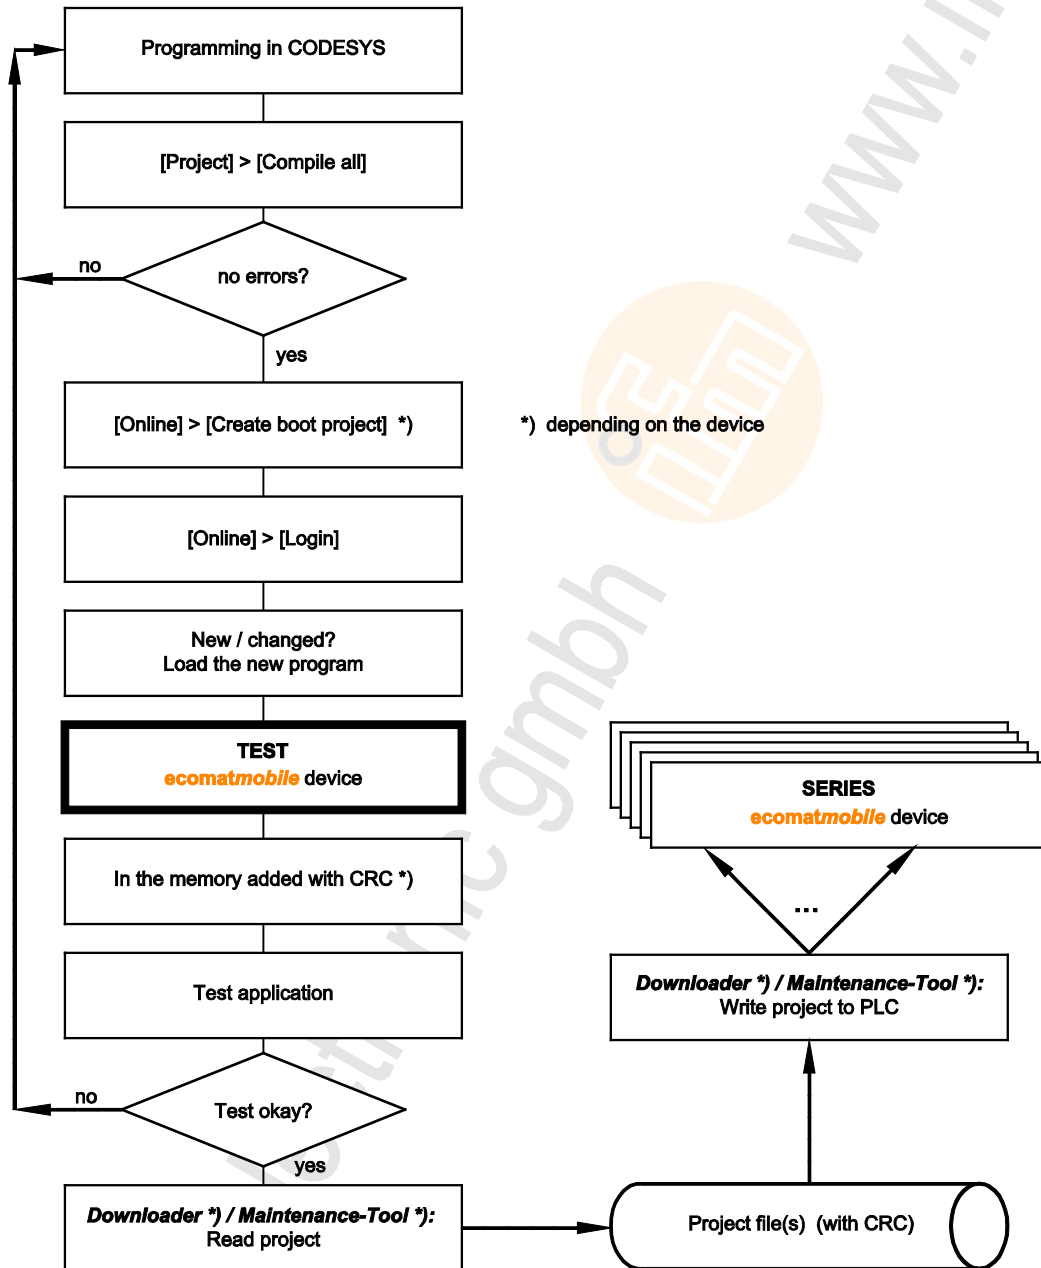 Programming in CODESYS
[Project] > [Compile all]
no errors?
no
yes
[Online] > [Create boot project] *)
*) depending on the device
[Online] > [Login]
New / changed?
Load the new program
TEST
ecomatmobile device
In the memory added with CRC *)
Test application
Test okay?
no
yes
Downloader *) / Maintenance-Tool *):
Read project
Project file(s) (with CRC)
Downloader *) / Maintenance-Tool *):
Write project to PLC
...
SERIES
ecomatmobile device
www.
gmbh
ifm